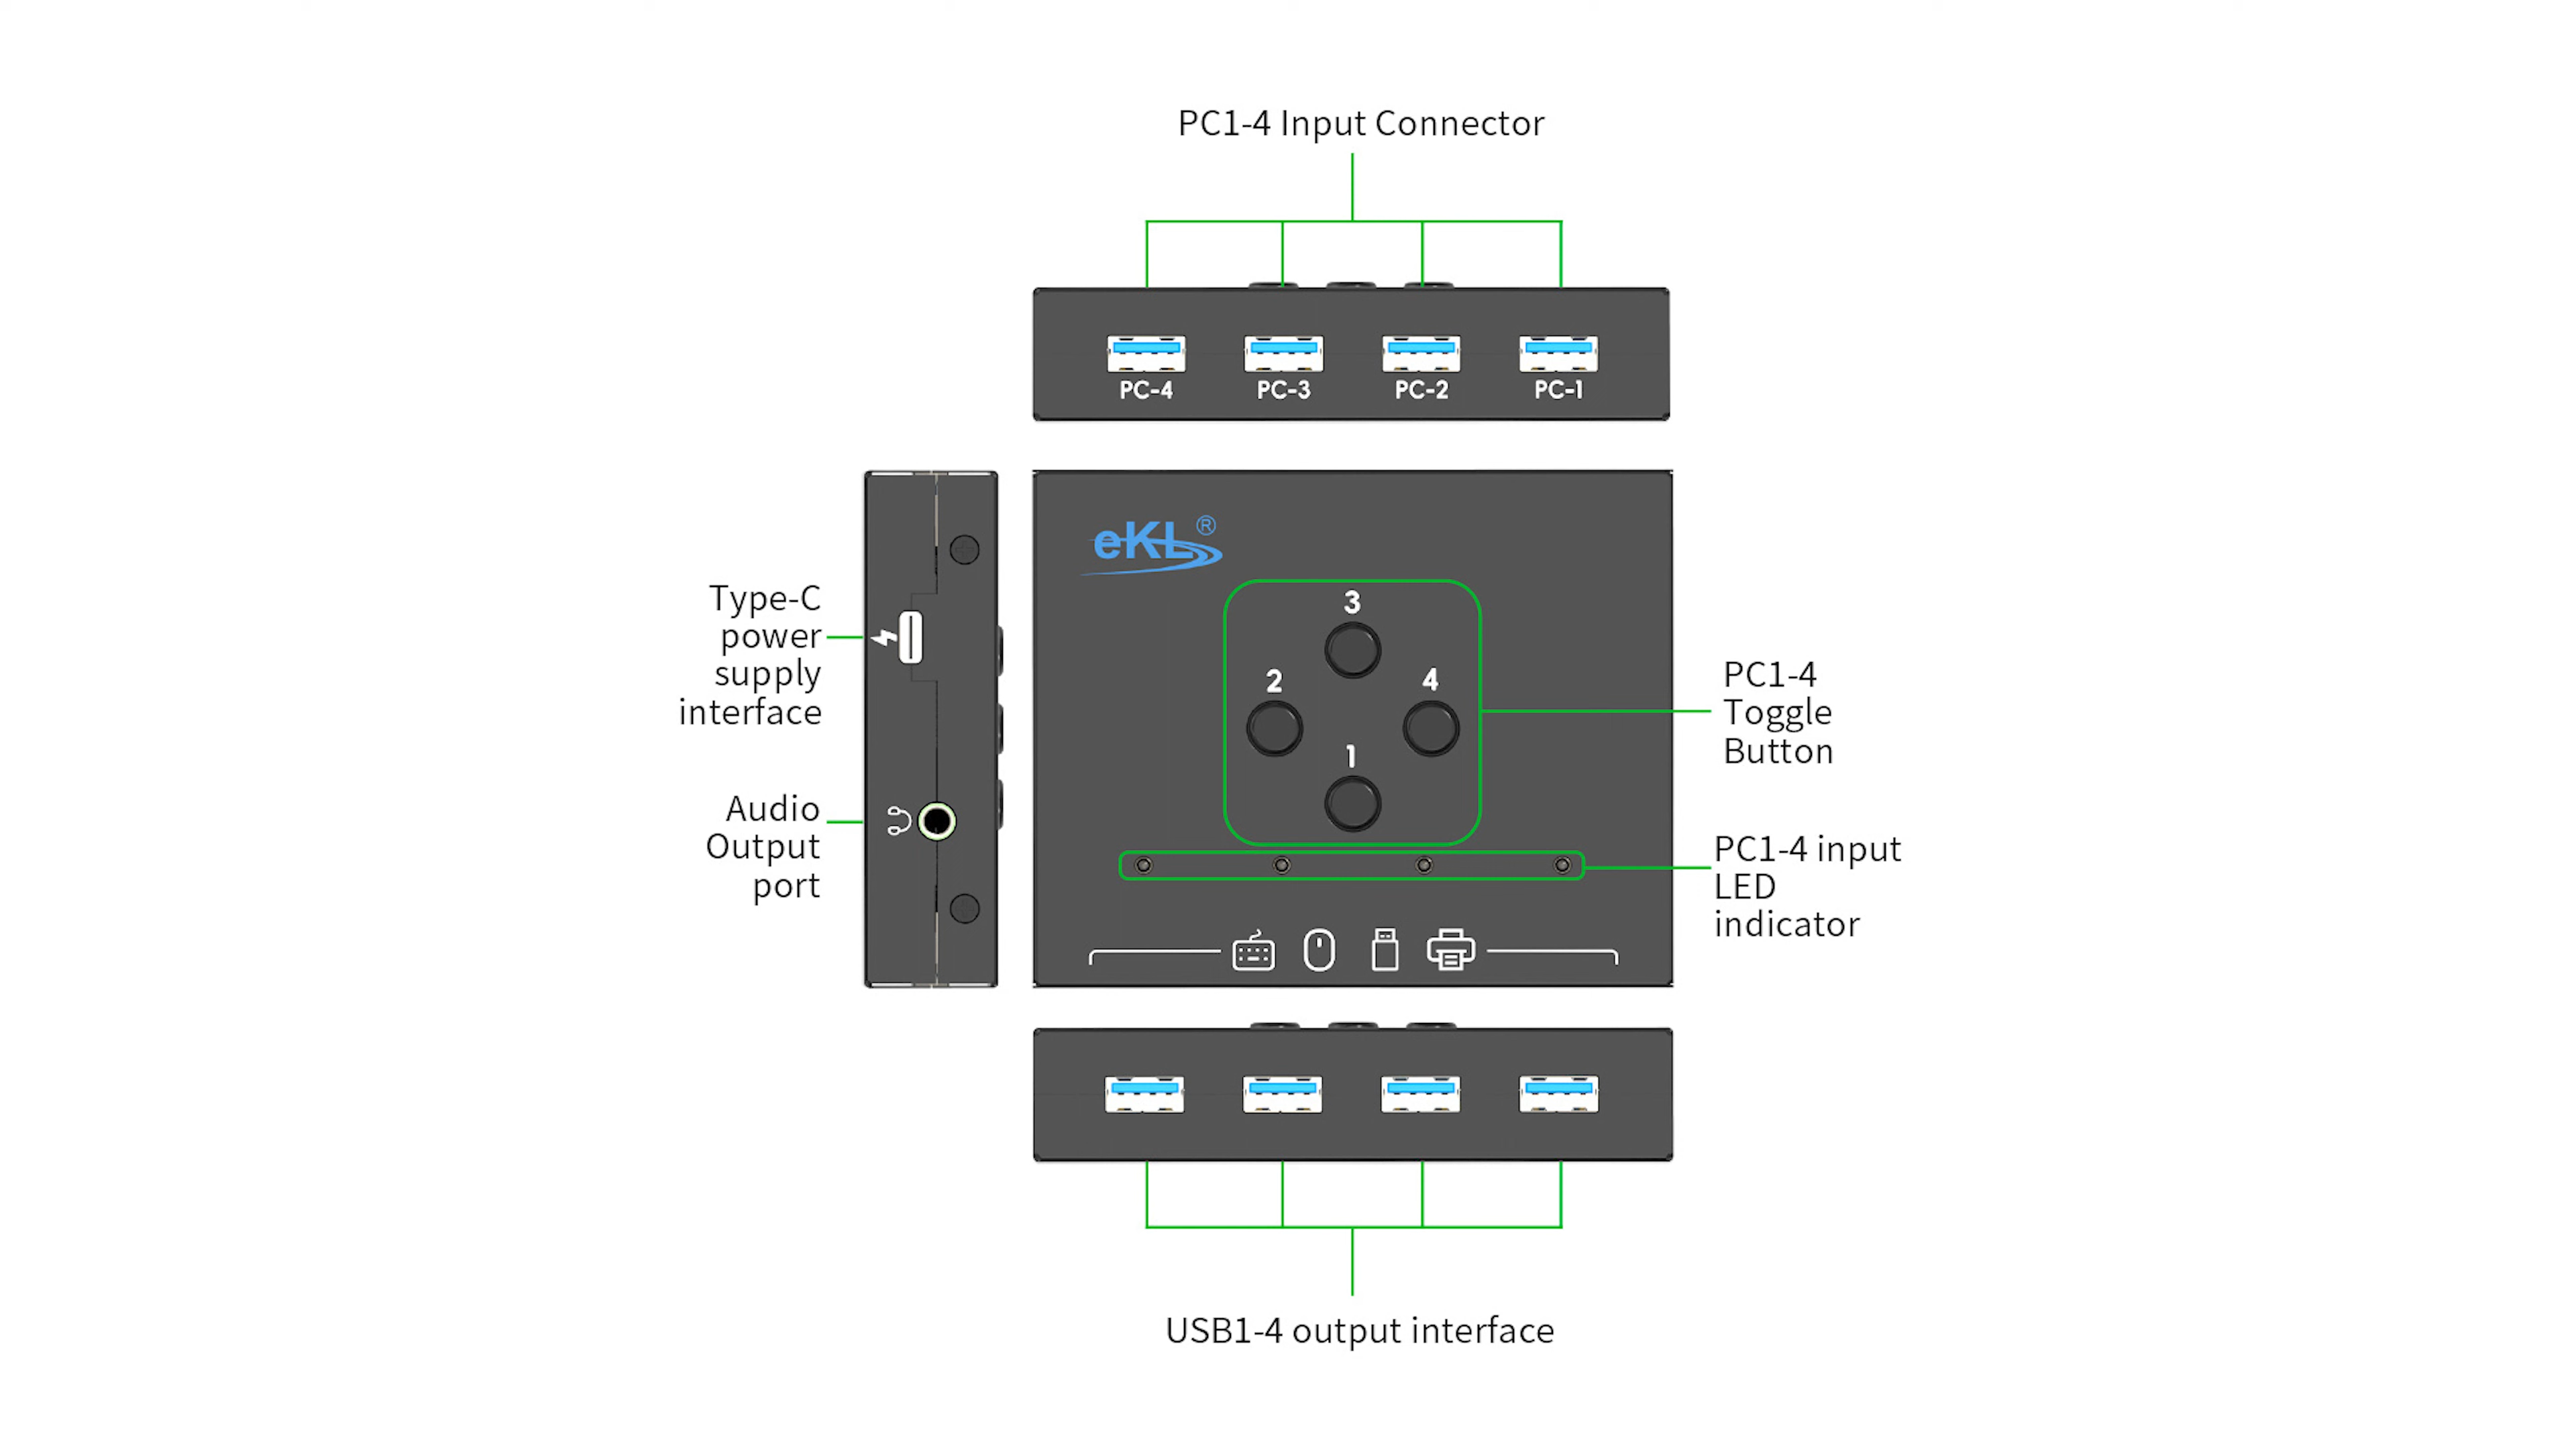 PC1-4 Input Connector
PC-4 PC-3 PC-2 PC-1
eKL®
3
2 4
1
Type-C
power
supply
interface
Audio
Output
port
PC1-4
Toggle
Button
PC1-4 input
LED
indicator
USB1-4 output interface